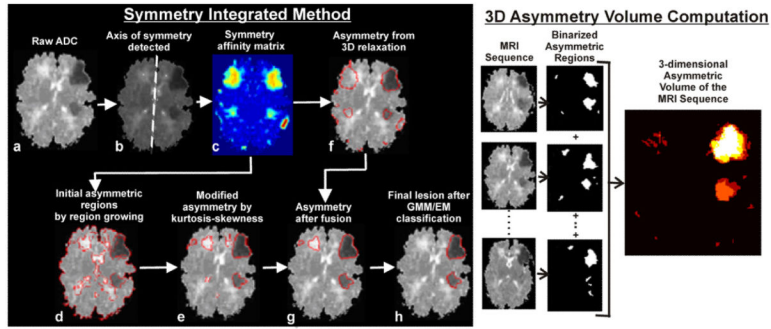 Symmetry Integrated Method
Raw ADC
Axis of symmetry
detected
Symmetry
affinity matrix
Asymmetry from
3D relaxation
a
b
c
f
Initial asymmetric
regions
by region growing
Modified
asymmetry by
kurtosis-skewness
Asymmetry
after fusion
Final lesion after
GMM/EM
classification
d
e
g
h
3D Asymmetry Volume Computation
MRI
Sequence
Binarized
Asymmetric
Regions
3-dimensional
Asymmetric
Volume of the
MRI Sequence
+
+
+